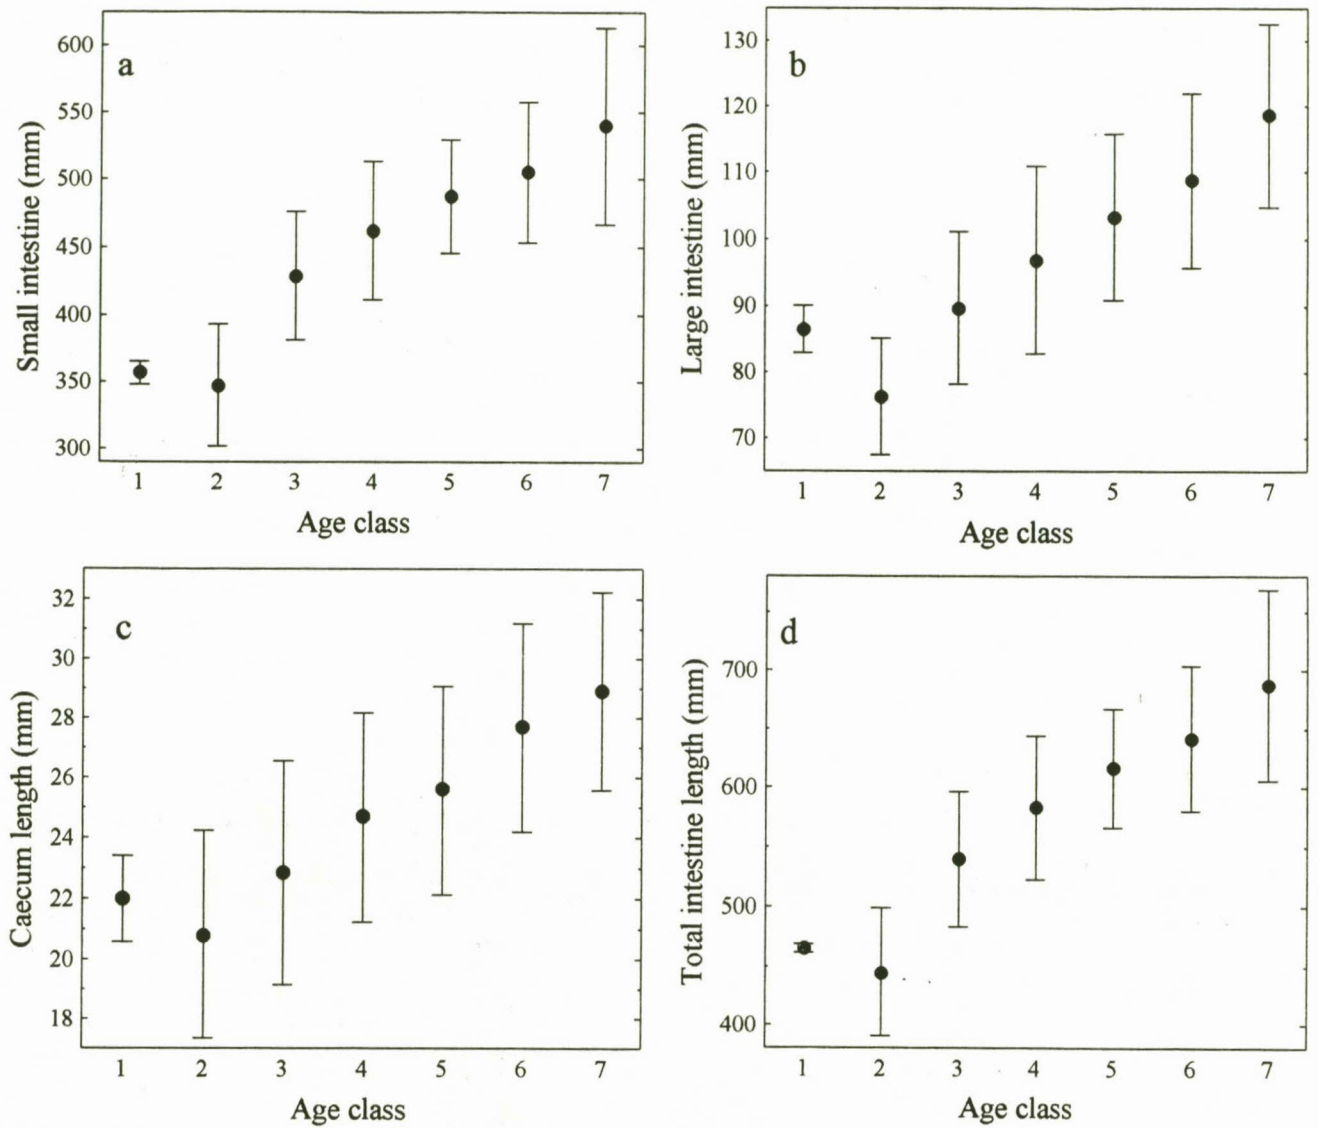 a
Small intestine (mm)
600
550
500
450
400
350
300
1 2 3 4 5 6 7
Age class
b
Large intestine (mm)
130
120
110
100
90
80
70
1 2 3 4 5 6 7
Age class
c
Caecum length (mm)
32
30
28
26
24
22
20
18
1 2 3 4 5 6 7
Age class
d
Total intestine length (mm)
700
600
500
400
1 2 3 4 5 6 7
Age class